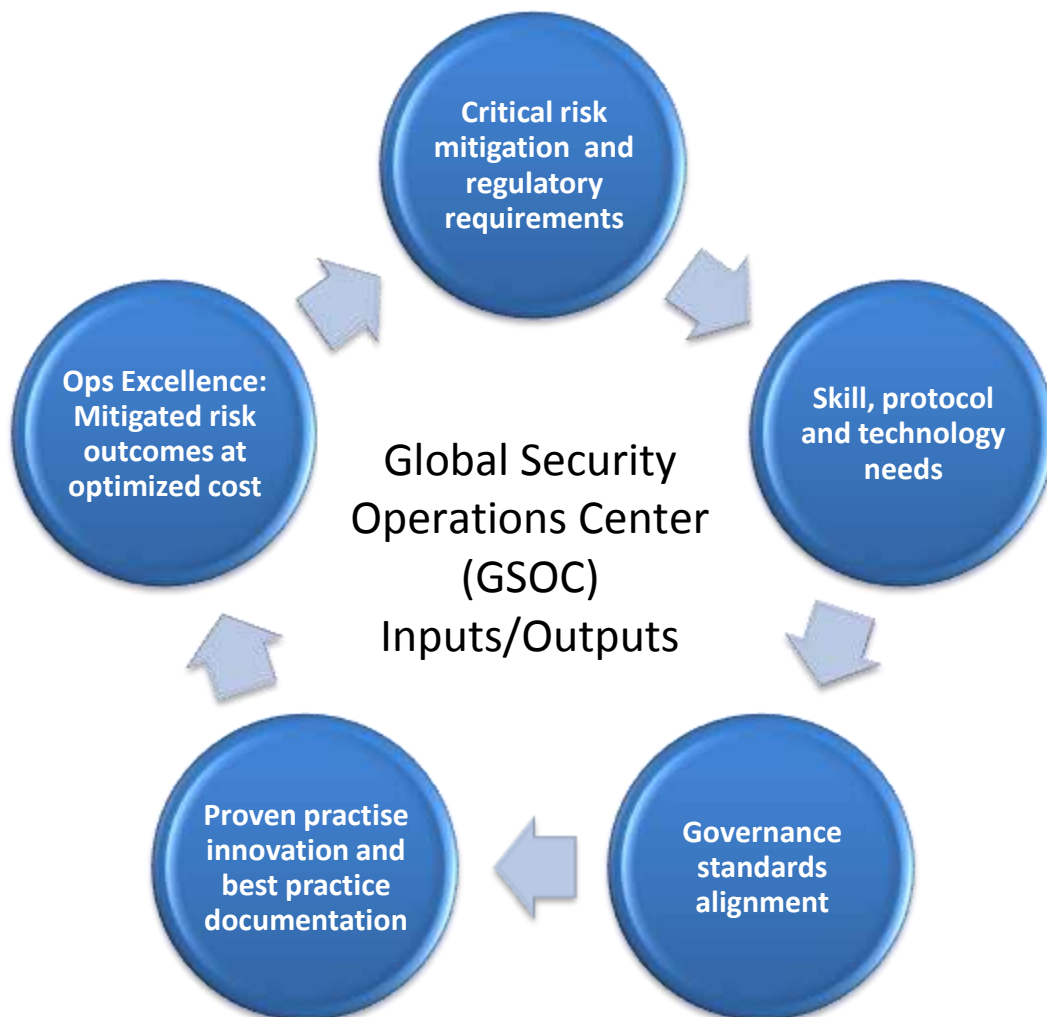 Critical risk
mitigation  and
regulatory
requirements
Skill, protocol
and technology
needs
Governance
standards
alignment
Proven practise
innovation and
best practice
documentation
Ops Excellence:
Mitigated risk
outcomes at
optimized cost
Global Security
Operations Center
(GSOC)
Inputs/Outputs